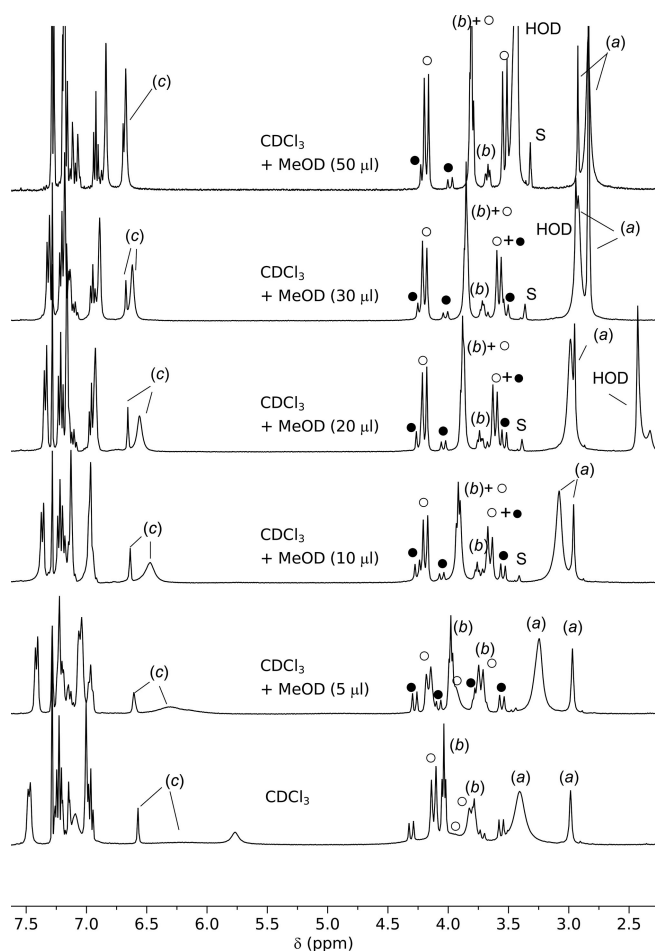 (b)+ ○
HOD
(a)
(c)
○
○
S
CDCl3
+ MeOD (50 μl)
●
●
(b)
(b)+ ○
HOD
(a)
(c)
○
○+●
CDCl3
+ MeOD (30 μl)
●
●
(b)
●
S
(b)+ ○
(a)
(c)
○
○+●
HOD
CDCl3
+ MeOD (20 μl)
●
●
(b)
●
S
(b)+ ○
(a)
(c)
○
○+●
CDCl3
+ MeOD (10 μl)
●
●
(b)
●
S
(b)
(a)
(a)
(c)
○
(b)
○
CDCl3
+ MeOD (5 μl)
●
●
○
●
●
(b)
(c)
○
(b)
(a)
(a)
CDCl3
○
○
7.5 7.0 6.5 6.0 5.5 5.0 4.5 4.0 3.5 3.0 2.5
δ (ppm)